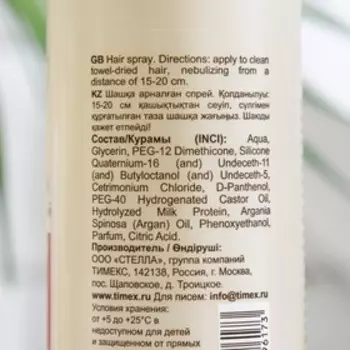 GB Hair spray. Directions: apply to clean
towel-dried hair, nebulizing from a
distance of 15-20 cm.
KZ Шашқа арналған спрей. Қолданылуы:
15-20 см қашықтықтан сеуіп, сүлгімен
құрғатылған таза шашқа жағыңыз. Шаюды
қажет етпейді!
Состав/Құрамы (INCI): Aqua,
Glycerin, PEG-12 Dimethicone, Silicone
Quaternium-16 (and) Undeceth-11
(and) Butyloctanol (and) Undeceth-5,
Cetrimonium Chloride, D-Panthenol,
PEG-40 Hydrogenated Castor Oil,
Hydrolyzed Milk Protein, Argania
Spinosa (Argan) Oil, Phenoxyethanol,
Parfum, Citric Acid.
Производитель / Өндіруші:
ООО «СТЕЛЛА», группа компаний
ТИМЕКС, 142138, Россия, г. Москва,
пос. Щаповское, д. Троицкое.
www.timex.ru Для писем: info@timex.ru
Условия хранения:
от +5 до +25°С в
недоступном для детей
и защищенном от прямых